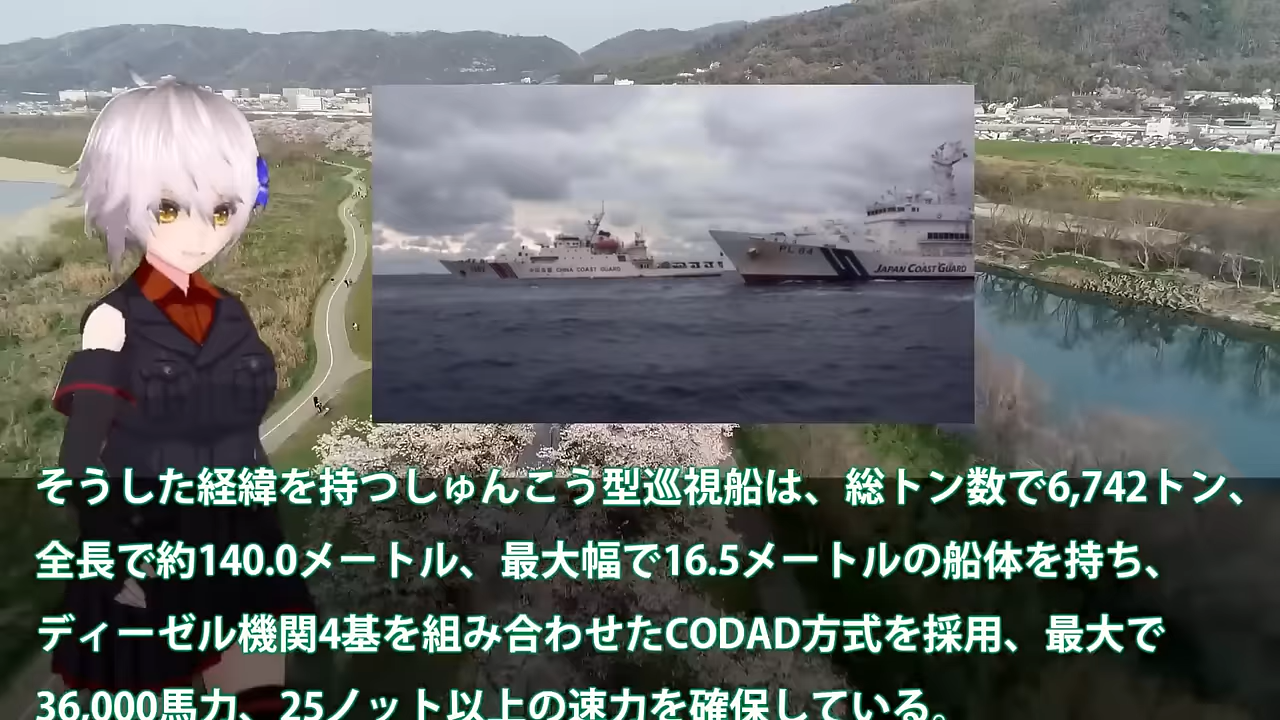 中国海警 CHINA COAST GUARD
JAPAN COAST GUARD
そうした経緯を持つしゅんこう型巡視船は、総トン数で6,742トン、
全長で約140.0メートル、最大幅で16.5メートルの船体を持ち、
ディーゼル機関4基を組み合わせたCODAD方式を採用、最大で
36,000馬力、25ノット以上の速力を確保している。